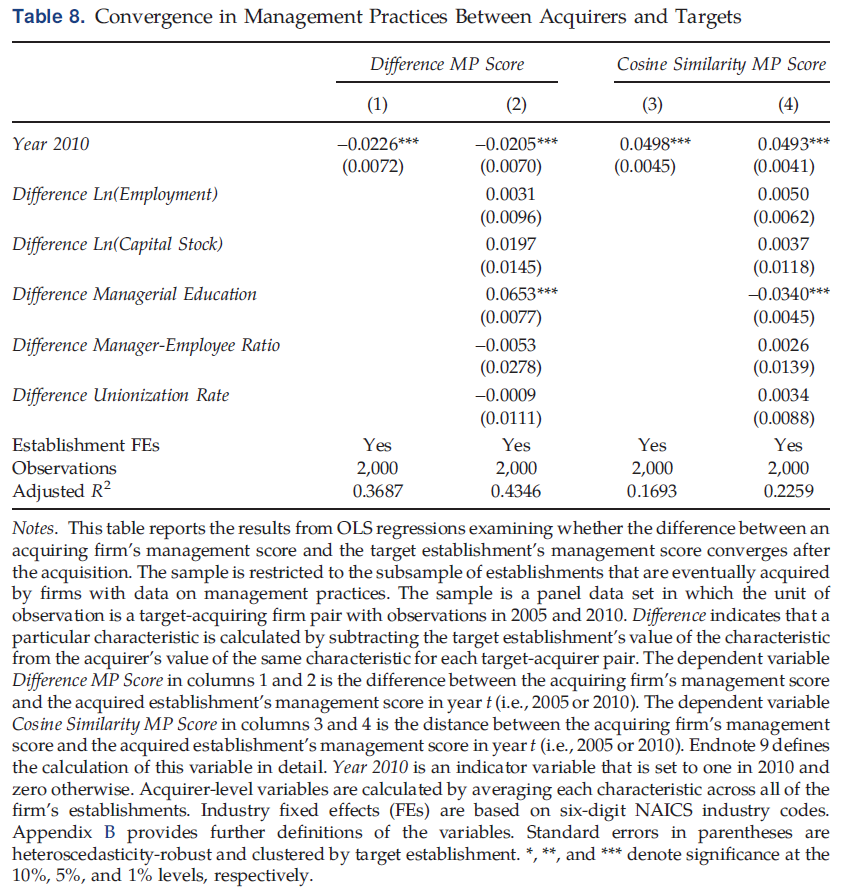 Table 8. Convergence in Management Practices Between Acquirers and Targets
Difference MP Score Cosine Similarity MP Score
(1) (2) (3) (4)
Year 2010 –0.0226*** –0.0205*** 0.0498*** 0.0493***
(0.0072) (0.0070) (0.0045) (0.0041)
Difference Ln(Employment) 0.0031 0.0050
(0.0096) (0.0062)
Difference Ln(Capital Stock) 0.0197 0.0037
(0.0145) (0.0118)
Difference Managerial Education 0.0653*** –0.0340***
(0.0077) (0.0045)
Difference Manager-Employee Ratio –0.0053 0.0026
(0.0278) (0.0139)
Difference Unionization Rate –0.0009 0.0034
(0.0111) (0.0088)
Establishment FEs Yes Yes Yes Yes
Observations 2,000 2,000 2,000 2,000
Adjusted R² 0.3687 0.4346 0.1693 0.2259
Notes. This table reports the results from OLS regressions examining whether the difference between an
acquiring firm's management score and the target establishment's management score converges after
the acquisition. The sample is restricted to the subsample of establishments that are eventually acquired
by firms with data on management practices. The sample is a panel data set in which the unit of
observation is a target-acquiring firm pair with observations in 2005 and 2010. Difference indicates that a
particular characteristic is calculated by subtracting the target establishment's value of the characteristic
from the acquirer's value of the same characteristic for each target-acquirer pair. The dependent variable
Difference MP Score in columns 1 and 2 is the difference between the acquiring firm's management score
and the acquired establishment's management score in year t (i.e., 2005 or 2010). The dependent variable
Cosine Similarity MP Score in columns 3 and 4 is the distance between the acquiring firm's management
score and the acquired establishment's management score in year t (i.e., 2005 or 2010). Endnote 9 defines
the calculation of this variable in detail. Year 2010 is an indicator variable that is set to one in 2010 and
zero otherwise. Acquirer-level variables are calculated by averaging each characteristic across all of the
firm's establishments. Industry fixed effects (FEs) are based on six-digit NAICS industry codes.
Appendix B provides further definitions of the variables. Standard errors in parentheses are
heteroscedasticity-robust and clustered by target establishment. *, **, and *** denote significance at the
10%, 5%, and 1% levels, respectively.